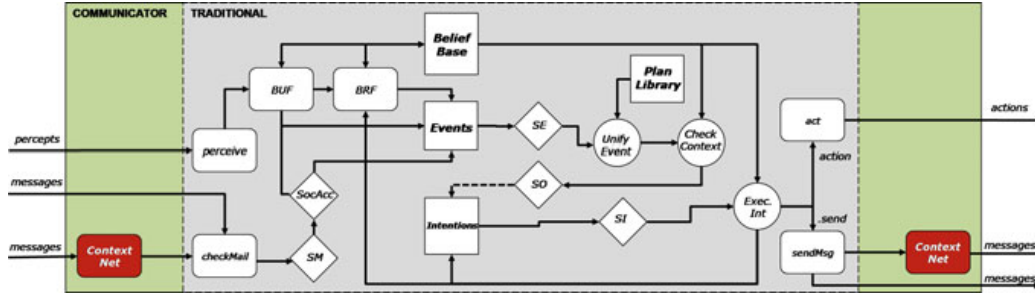 COMMUNICATOR
TRADITIONAL
Belief
Base
Plan
Library
BUF
BRF
Events
SE
Unify
Event
Check
Context
act
actions
percepts
perceive
action
messages
SocAcc
SO
Intentions
SI
Exec.
Int
.send
messages
Context
Net
checkMail
SM
sendMsg
Context
Net
messages
messages